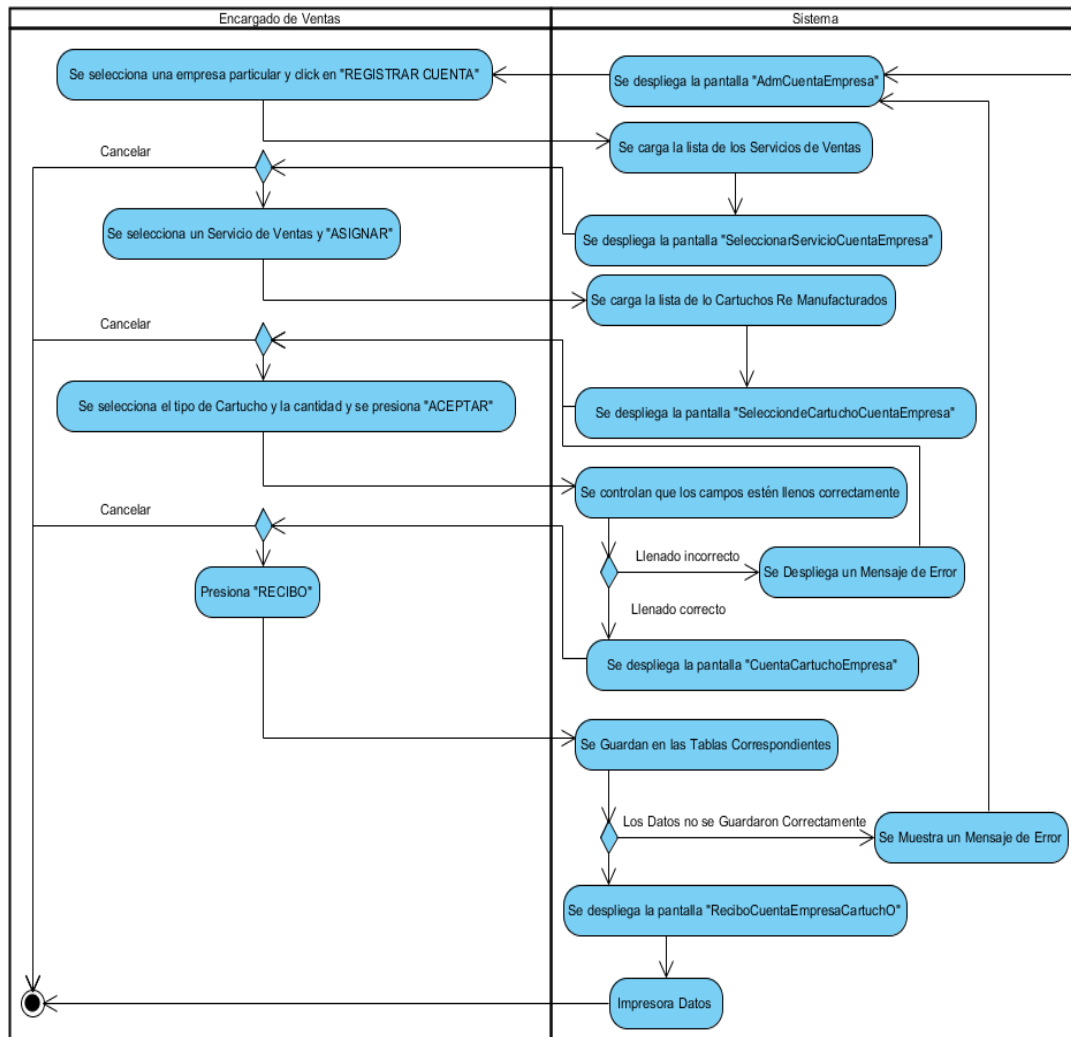 Encargado de Ventas
Sistema
Se selecciona una empresa particular y click en "REGISTRAR CUENTA"
Se despliega la pantalla "AdmCuentaEmpresa"
Se carga la lista de los Servicios de Ventas
Cancelar
Se selecciona un Servicio de Ventas y "ASIGNAR"
Se despliega la pantalla "SeleccionarServicioCuentaEmpresa"
Se carga la lista de lo Cartuchos Re Manufacturados
Cancelar
Se selecciona el tipo de Cartucho y la cantidad y se presiona "ACEPTAR"
Se despliega la pantalla "SelecciondeCartuchoCuentaEmpresa"
Se controlan que los campos estén llenos correctamente
Cancelar
Llenado incorrecto
Se Despliega un Mensaje de Error
Presiona "RECIBO"
Llenado correcto
Se despliega la pantalla "CuentaCartuchoEmpresa"
Se Guardan en las Tablas Correspondientes
Los Datos no se Guardaron Correctamente
Se Muestra un Mensaje de Error
Se despliega la pantalla "ReciboCuentaEmpresaCartuchO"
Impresora Datos